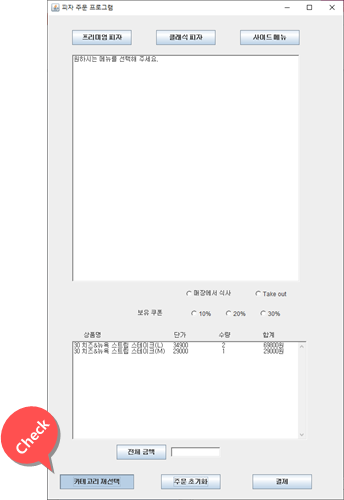 피자 주문 프로그램
프리미엄 피자 클래식 피자 사이드 메뉴
원하시는 메뉴를 선택해 주세요.
매장에서 식사 Take out
보유 쿠폰 10% 20% 30%
상품명 단가 수량 합계
30 치즈&뉴욕 스트립 스테이크(L) 34900 2 69800원
30 치즈&뉴욕 스트립 스테이크(M) 29000 1 29000원
전체 금액
Check
카테고리 재선택 주문 초기화 결제